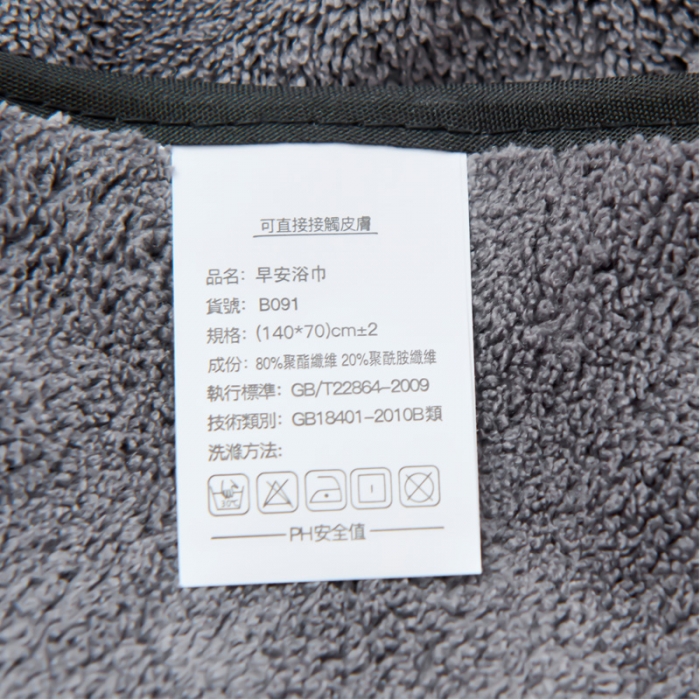 可直接接觸皮膚
品名：早安浴巾
貨號：B091
規格：(140*70)cm±2
成份：80%聚酯纖維 20%聚酰胺纖維
執行標準：GB/T22864-2009
技術類別：GB18401-2010B類
洗滌方法：
30℃
PH安全值